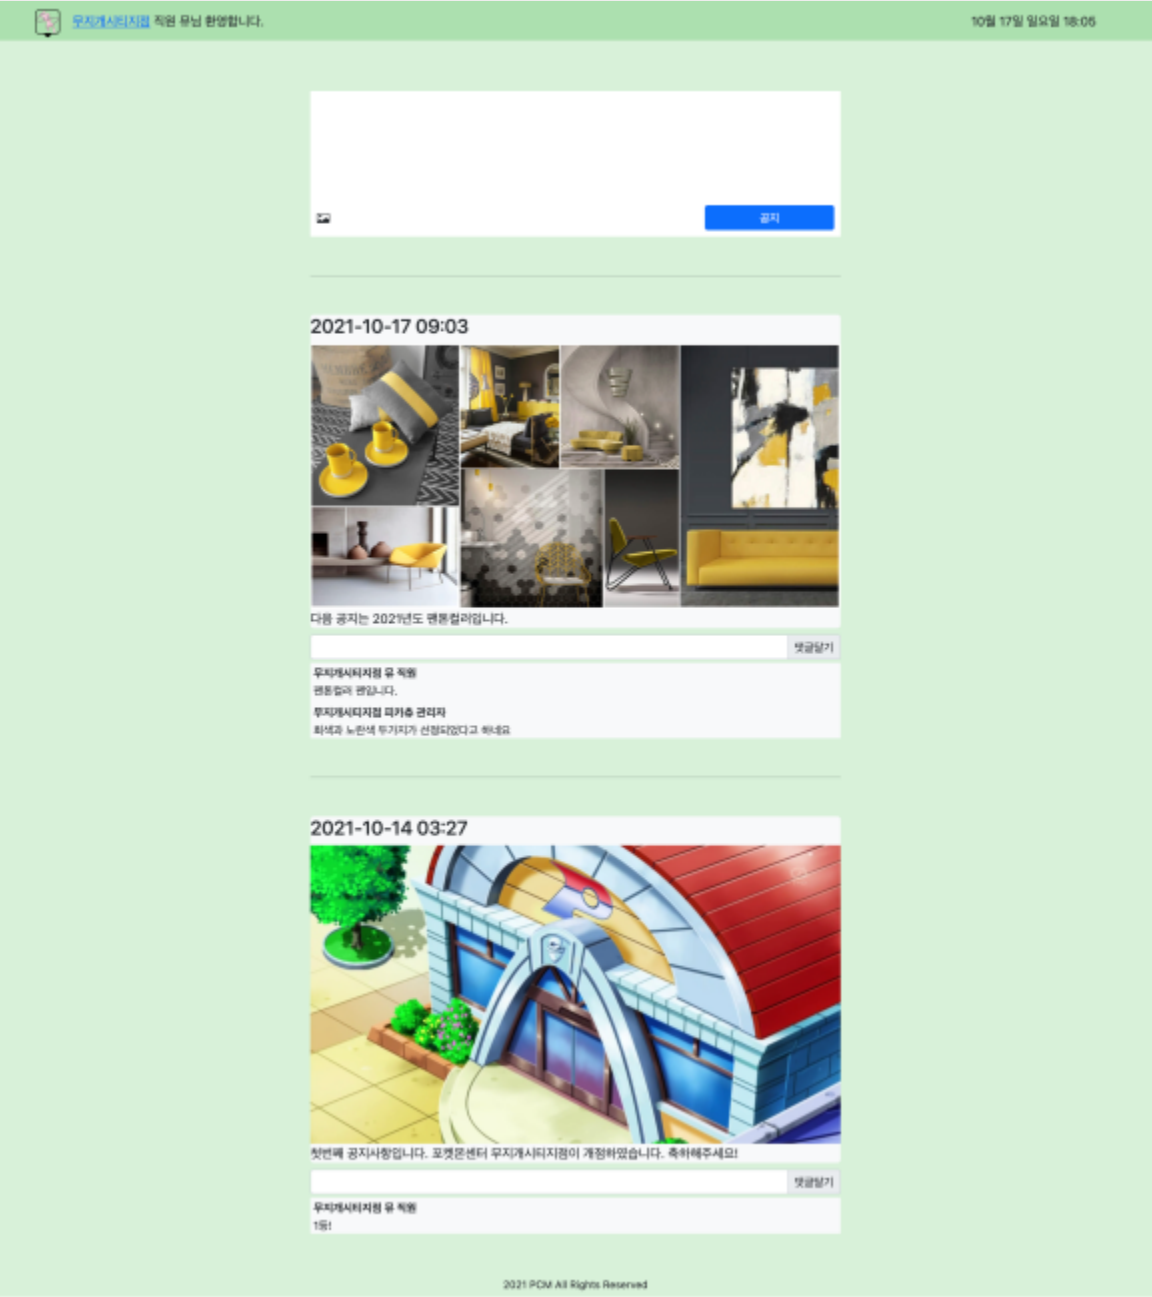 무지개시티지점 직원 뮤님 환영합니다.
10월 17일 일요일 18:05
공지
2021-10-17 09:03
다음 공지는 2021년도 팬톤컬러입니다.
댓글달기
무지개시티지점 뮤 직원
팬톤컬러 팬입니다.
무지개시티지점 피카츄 관리자
회색과 노란색 두가지가 선정되었다고 하네요
2021-10-14 03:27
첫번째 공지사항입니다. 포켓몬센터 무지개시티지점이 개점하였습니다. 축하해주세요!
댓글달기
무지개시티지점 뮤 직원
1등!
2021 PCM All Rights Reserved